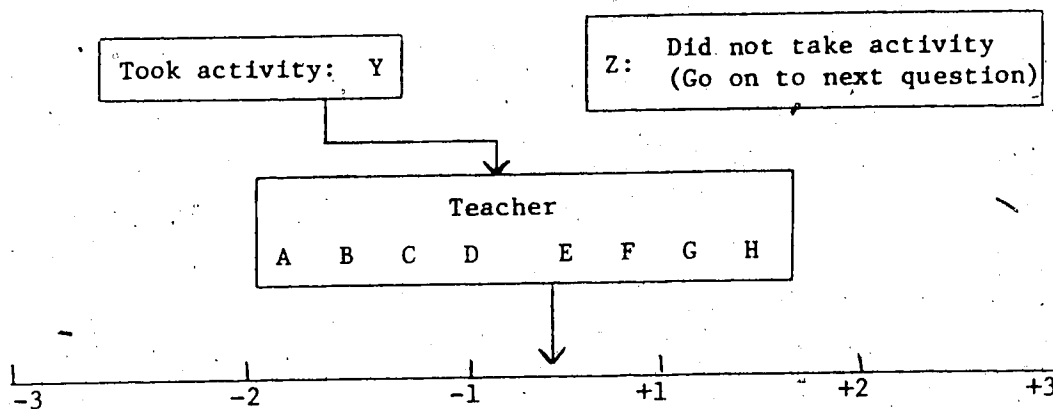 Took activity: Y
Z: Did not take activity
(Go on to next question)
Teacher
A B C D E F G H
-3 -2 -1 +1 +2 +3